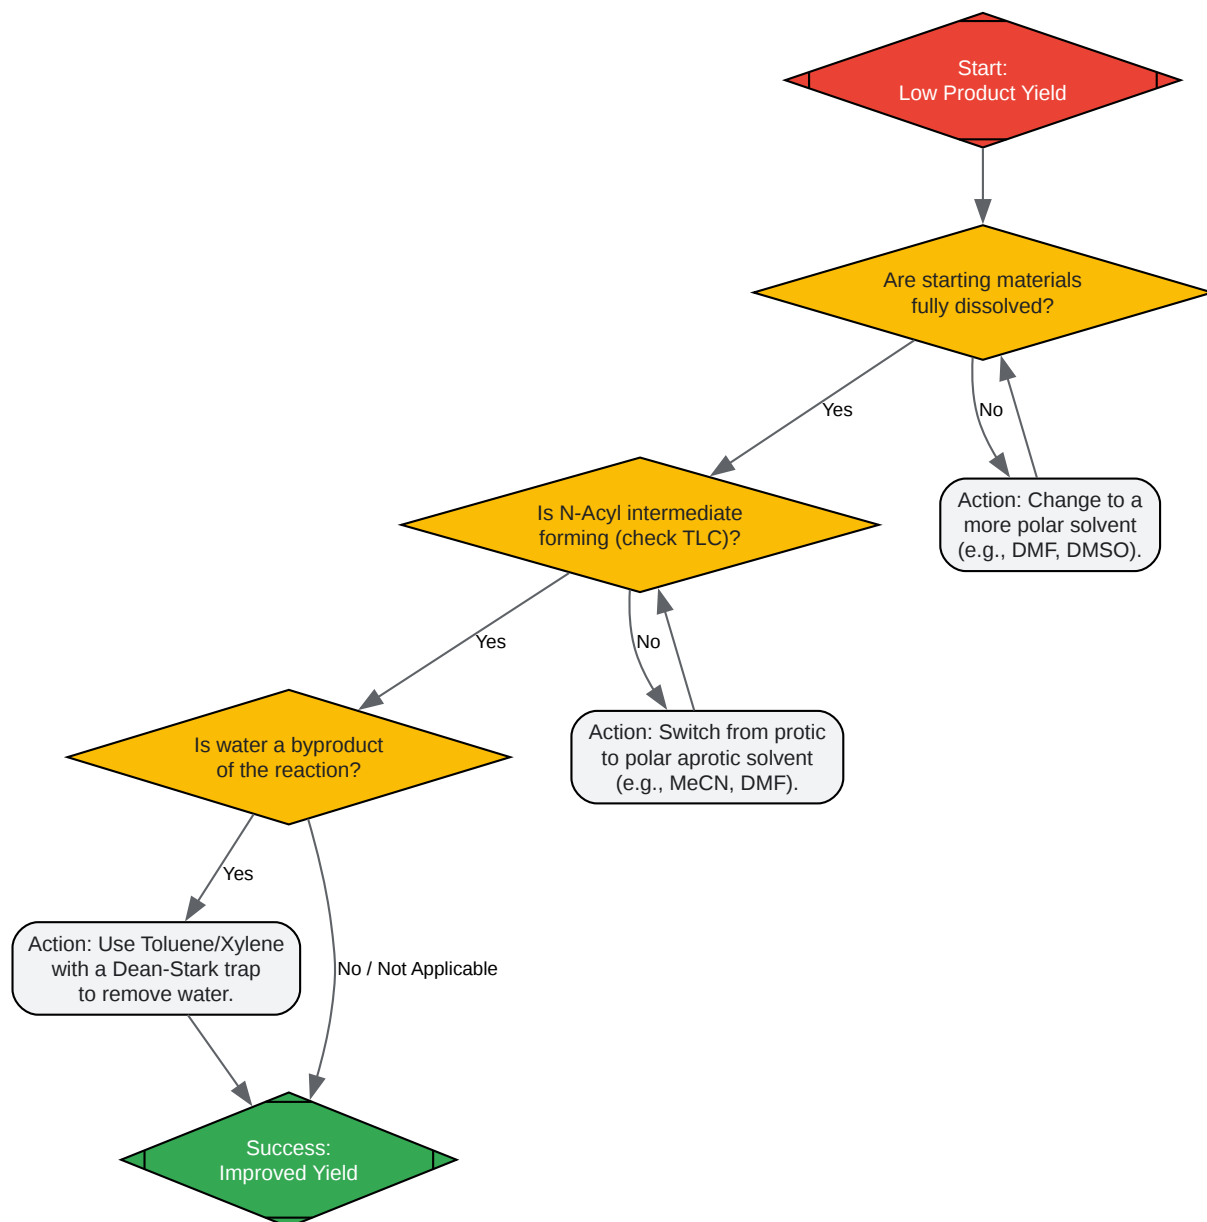 Start:
Low Product Yield
Are starting materials
fully dissolved?
Yes
No
Action: Change to a
more polar solvent
(e.g., DMF, DMSO).
Is N-Acyl intermediate
forming (check TLC)?
Yes
No
Action: Switch from protic
to polar aprotic solvent
(e.g., MeCN, DMF).
Is water a byproduct
of the reaction?
Yes
No / Not Applicable
Action: Use Toluene/Xylene
with a Dean-Stark trap
to remove water.
Success:
Improved Yield